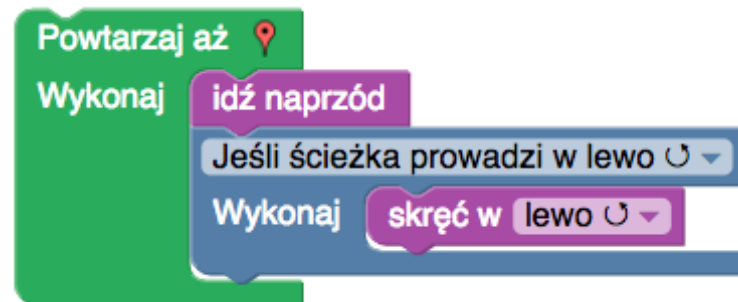 Powtarzaj aż
Wykonaj idź naprzód
Jeśli ścieżka prowadzi w lewo
Wykonaj skręć w lewo